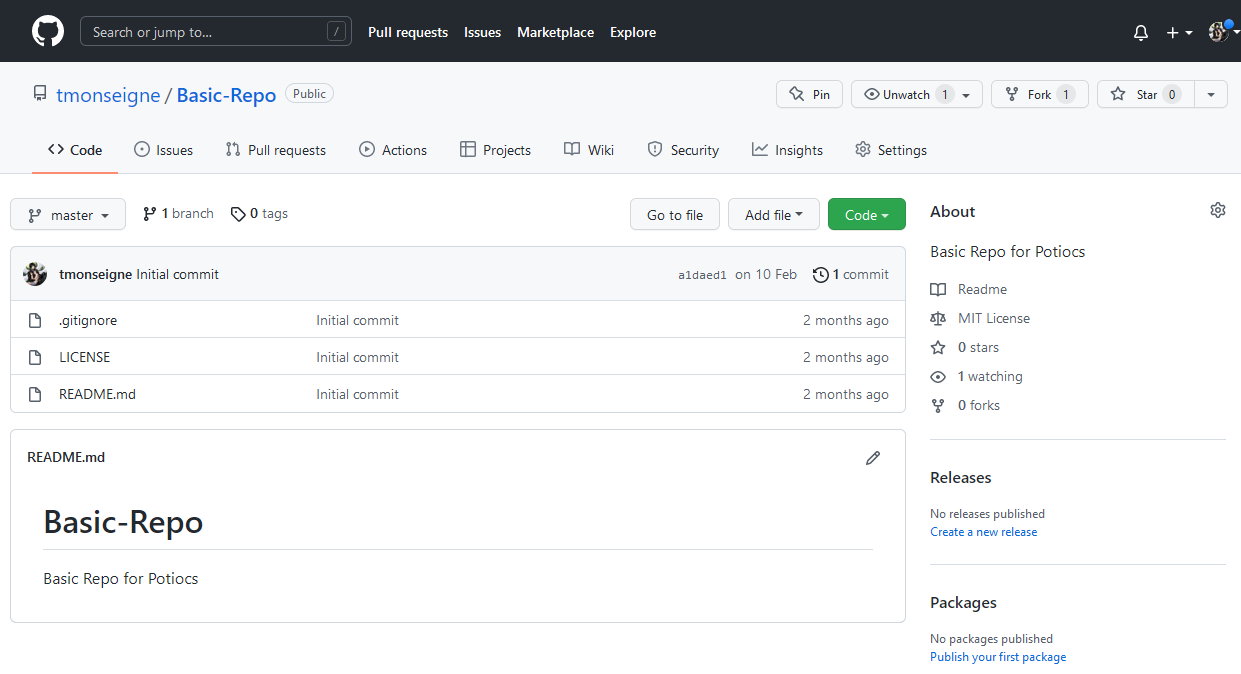 Search or jump to... / Pull requests Issues Marketplace Explore
tmonseigne / Basic-Repo Public Pin Unwatch 1 Fork 1 Star 0
Code Issues Pull requests Actions Projects Wiki Security Insights Settings
master 1 branch 0 tags Go to file Add file Code
tmonseigne Initial commit a1daed1 on 10 Feb 1 commit
.gitignore Initial commit 2 months ago
LICENSE Initial commit 2 months ago
README.md Initial commit 2 months ago
README.md
Basic-Repo
Basic Repo for Potiocs
About
Basic Repo for Potiocs
Readme
MIT License
0 stars
1 watching
0 forks
Releases
No releases published
Create a new release
Packages
No packages published
Publish your first package